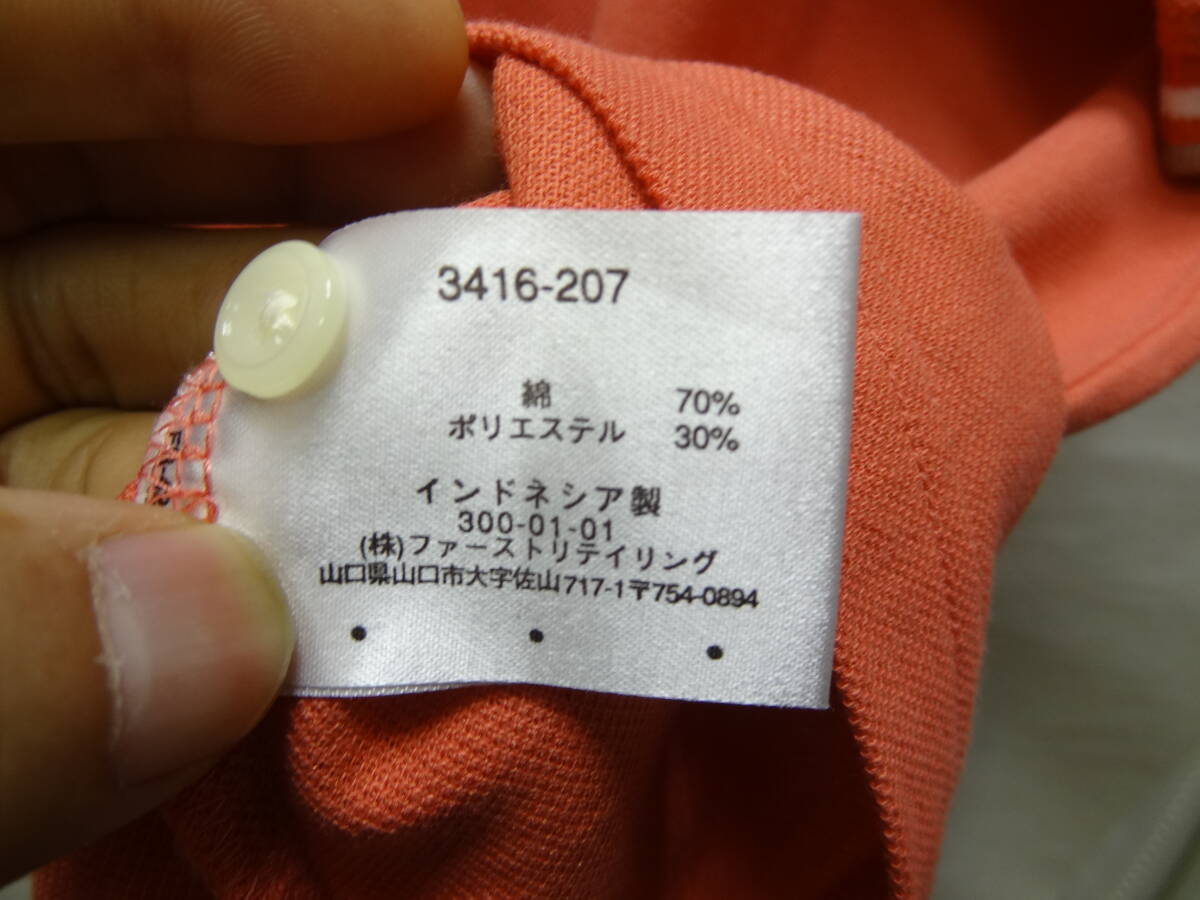 3416-207
綿 70%
ポリエステル 30%
インドネシア製
300-01-01
(株)ファーストリテイリング
山口県山口市大字佐山717-1〒754-0894